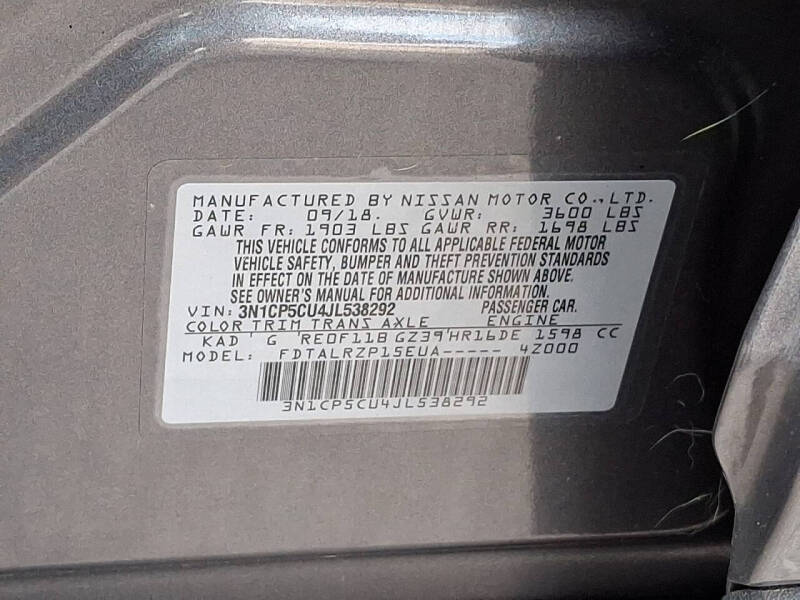 MANUFACTURED BY NISSAN MOTOR CO., LTD.
DATE: 09/18. GVWR: 3600 LBS
GAWR FR: 1903 LBS GAWR RR: 1698 LBS
THIS VEHICLE CONFORMS TO ALL APPLICABLE FEDERAL MOTOR
VEHICLE SAFETY, BUMPER AND THEFT PREVENTION STANDARDS
IN EFFECT ON THE DATE OF MANUFACTURE SHOWN ABOVE.
SEE OWNER'S MANUAL FOR ADDITIONAL INFORMATION.
VIN: 3N1CP5CU4JL538292 PASSENGER CAR.
COLOR TRIM TRANS AXLE ENGINE
KAD ' G RE0F11B GZ39'HR16DE 1598 CC
MODEL: FDTALRZP15EUA----- 4Z000
3N1CP5CU4JL538292